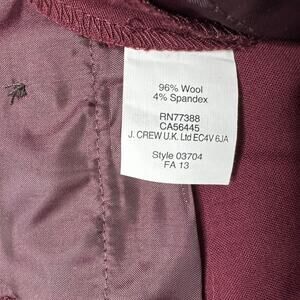 96% Wool
4% Spandex
RN77388
CA56445
J. CREW U.K. Ltd EC4V 6JA
Style 03704
FA 13